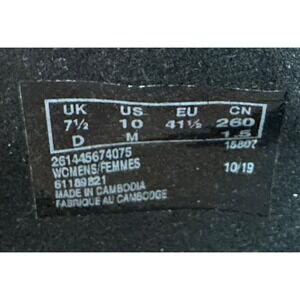 UK US EU CN
7½ 10 41½ 260
D M 1.5
15807
261445674075
WOMENS/FEMMES
61189821 10/19
MADE IN CAMBODIA
FABRIQUE AU CAMBODGE